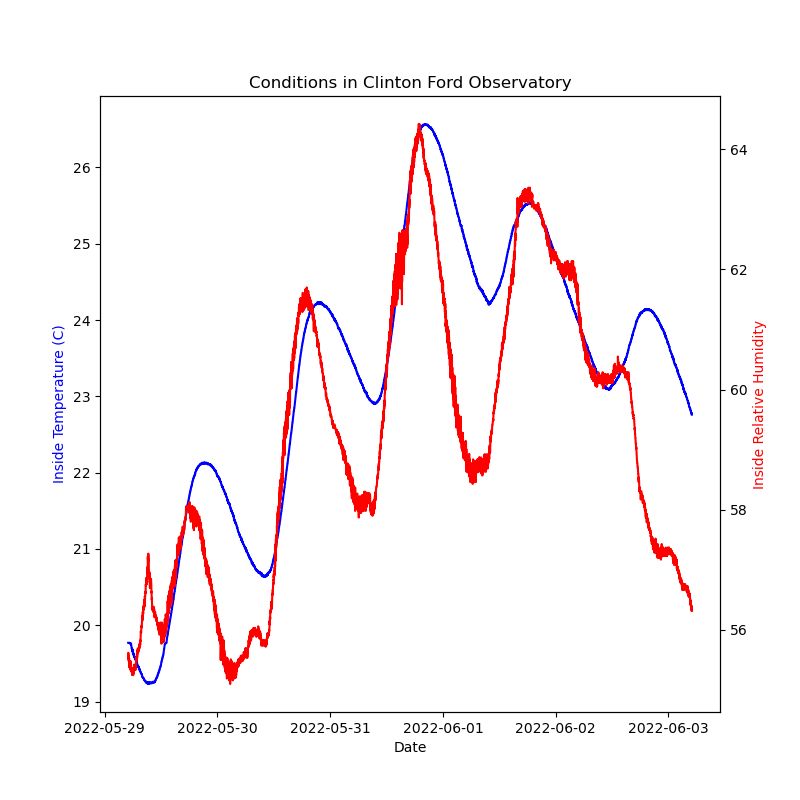 Conditions in Clinton Ford Observatory
Inside Temperature (C)
26
25
24
23
22
21
20
19
64
62
60
58
56
Inside Relative Humidity
2022-05-29 2022-05-30 2022-05-31 2022-06-01 2022-06-02 2022-06-03
Date